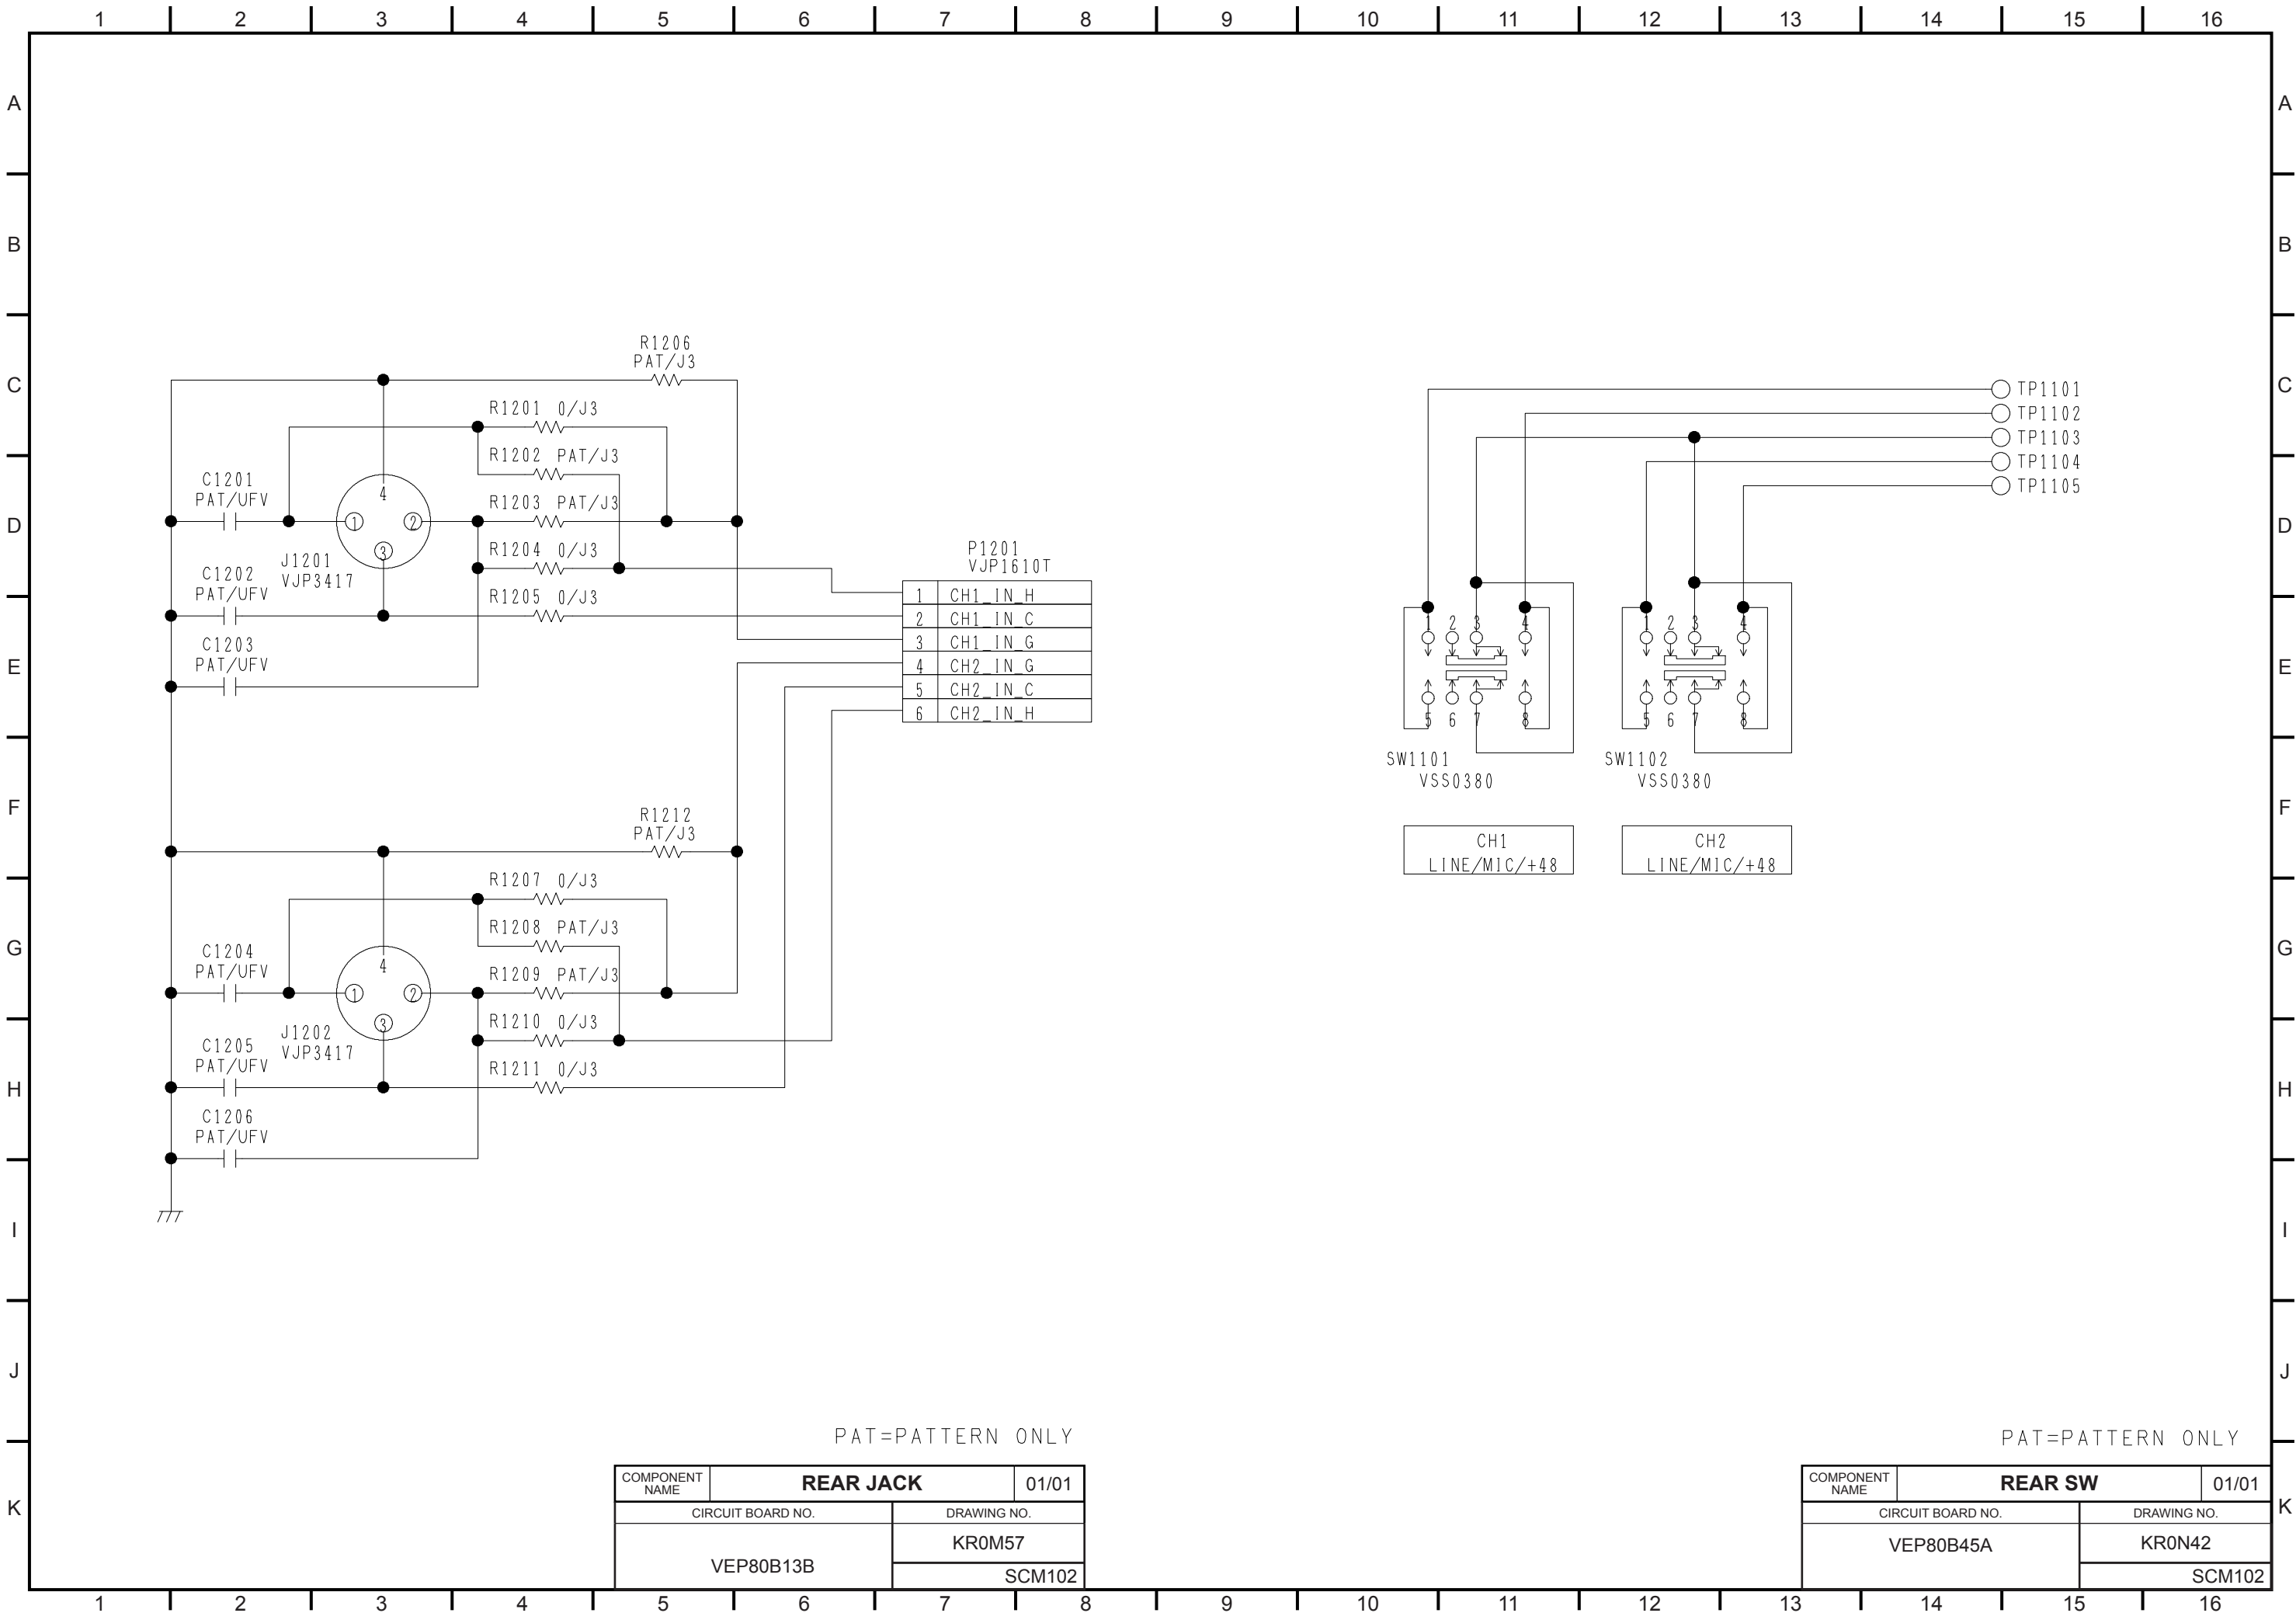 1 2 3 4 5 6 7 8 9 10 11 12 13 14 15 16
A A
B B
C C
D D
E E
F F
G G
H H
I I
J J
K K
R1206
PAT/J3
R1201 0/J3
R1202 PAT/J3
C1201
PAT/UFV
4
R1203 PAT/J3
1 2
3
R1204 0/J3
J1201
VJP3417
C1202
PAT/UFV
R1205 0/J3
C1203
PAT/UFV
P1201
VJP1610T
1 CH1_IN_H
2 CH1_IN_C
3 CH1_IN_G
4 CH2_IN_G
5 CH2_IN_C
6 CH2_IN_H
R1212
PAT/J3
R1207 0/J3
R1208 PAT/J3
C1204
PAT/UFV
4
R1209 PAT/J3
1 2
3
R1210 0/J3
J1202
VJP3417
C1205
PAT/UFV
R1211 0/J3
C1206
PAT/UFV
TP1101
TP1102
TP1103
TP1104
TP1105
1 2 3 4
5 6 7 8
SW1101
VSS0380
1 2 3 4
5 6 7 8
SW1102
VSS0380
CH1
LINE/MIC/+48
CH2
LINE/MIC/+48
PAT=PATTERN ONLY
COMPONENT
NAME
REAR JACK
01/01
CIRCUIT BOARD NO.
DRAWING NO.
VEP80B13B
KR0M57
SCM102
PAT=PATTERN ONLY
COMPONENT
NAME
REAR SW
01/01
CIRCUIT BOARD NO.
DRAWING NO.
VEP80B45A
KR0N42
SCM102
1 2 3 4 5 6 7 8 9 10 11 12 13 14 15 16